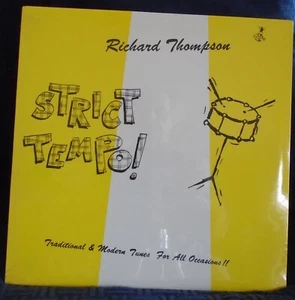 Richard Thompson
STRICT
TEMPO!
Traditional & Modern Tunes For All Occasions!!